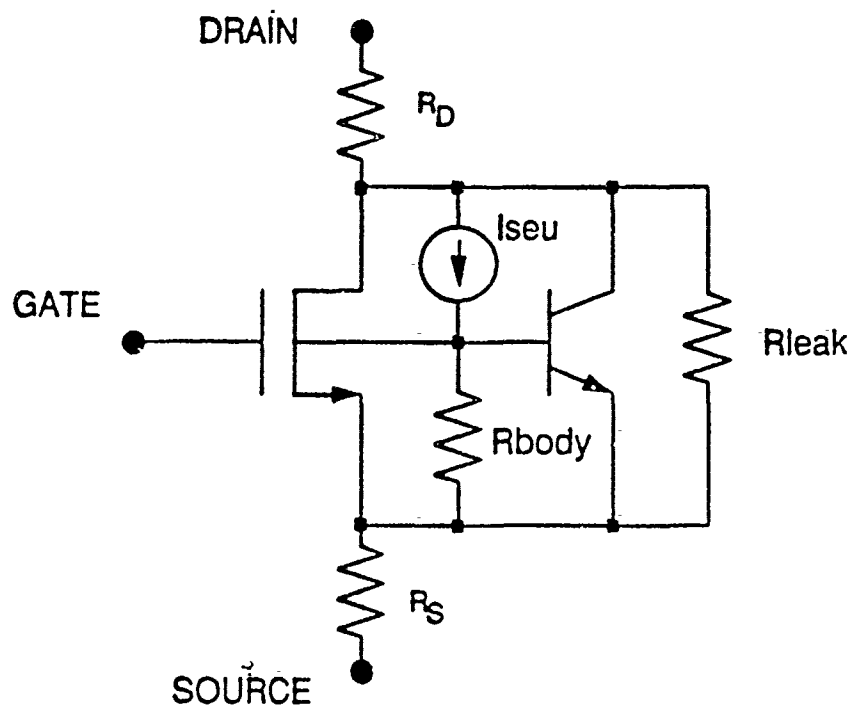 DRAIN
R_D
Iseu
GATE
Rleak
Rbody
R_S
SOURCE